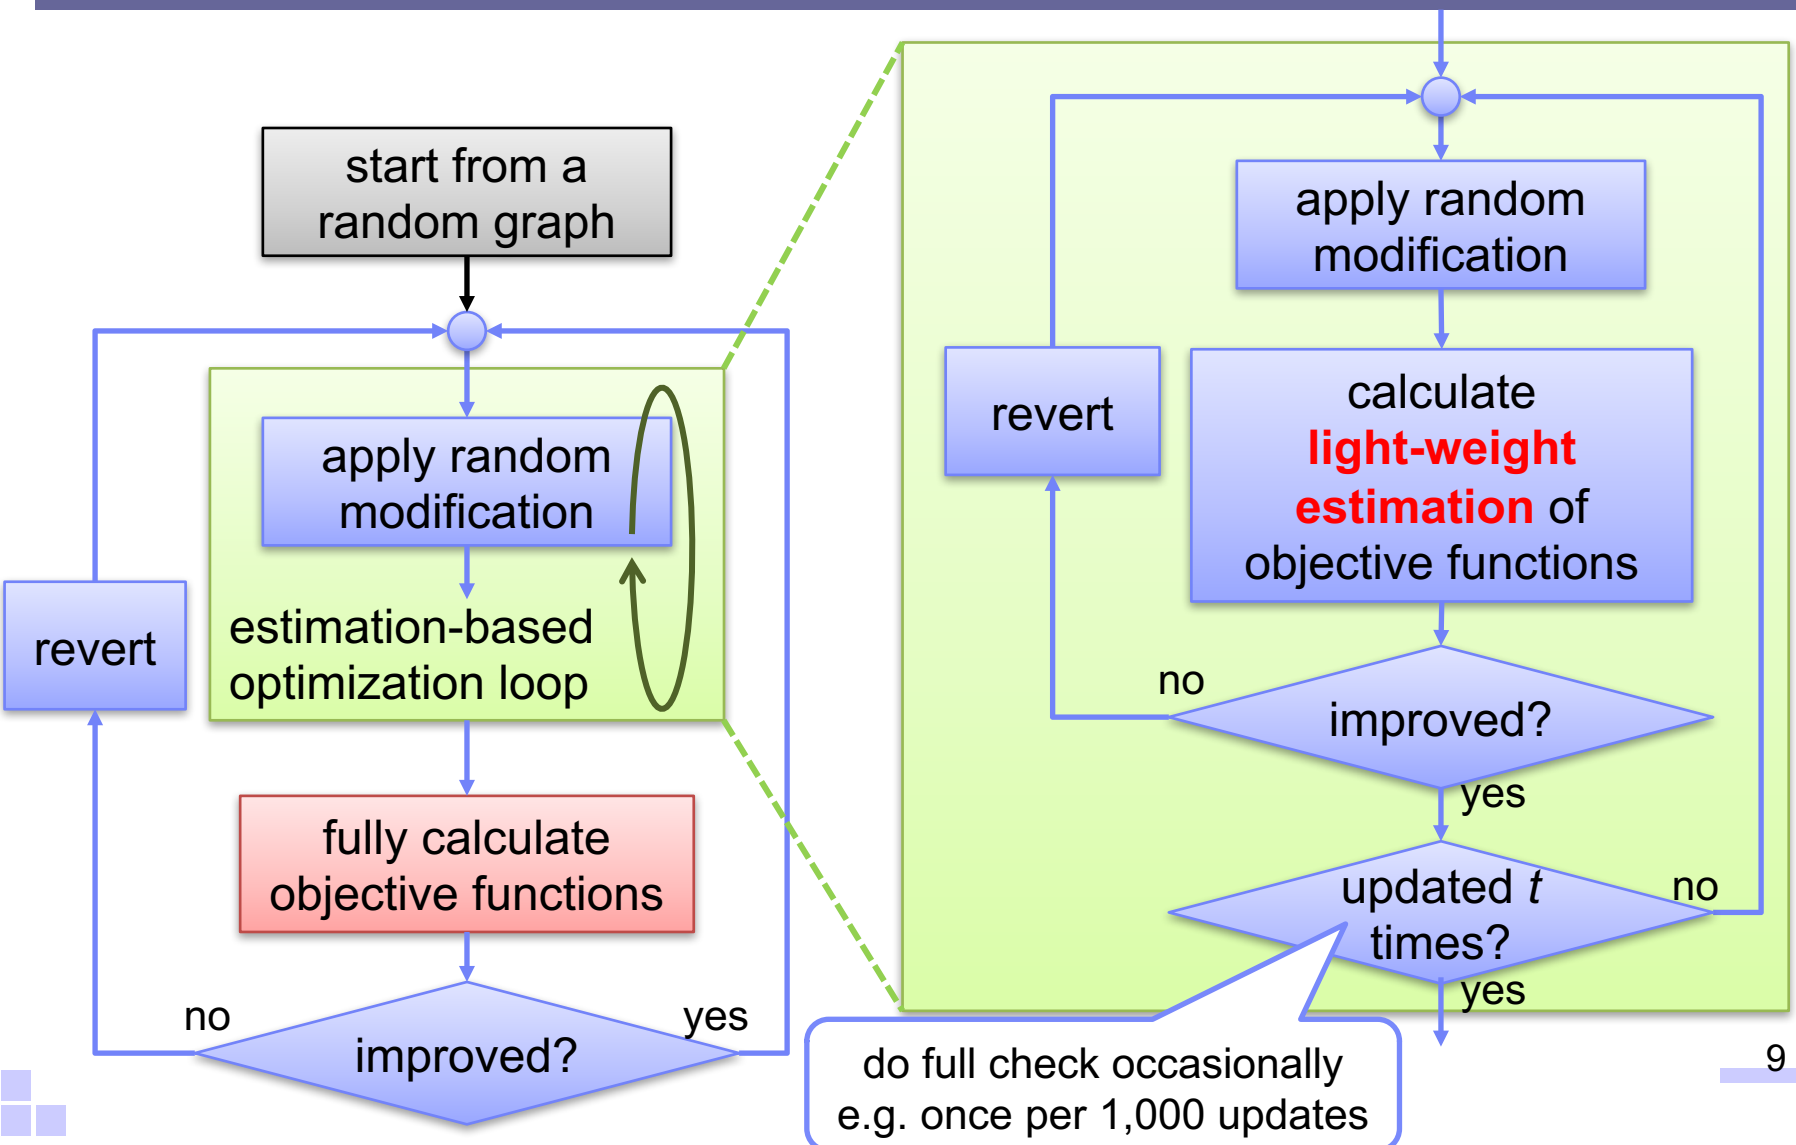 start from a
random graph
apply random
modification
estimation-based
optimization loop
revert
fully calculate
objective functions
no
yes
improved?
apply random
modification
calculate
light-weight
estimation of
objective functions
revert
no
improved?
yes
updated t
times?
no
yes
do full check occasionally
e.g. once per 1,000 updates
9